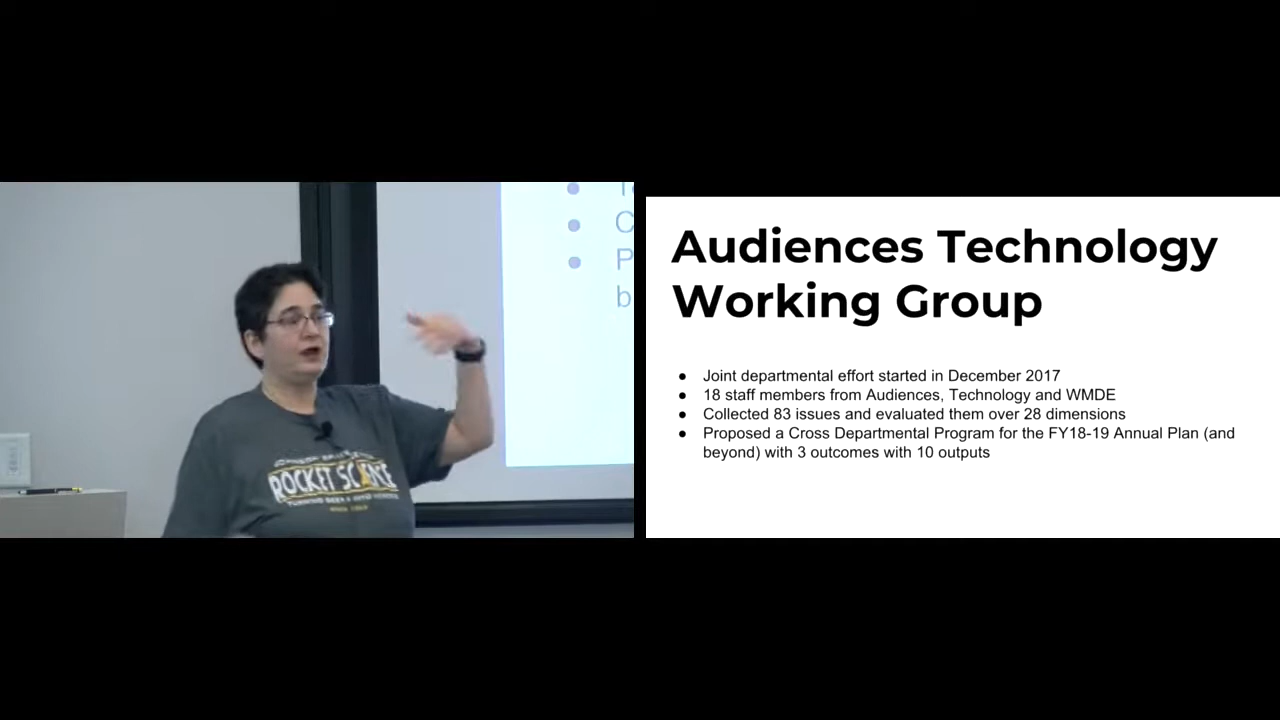 C
P
b
ROCKET SCIENCE
Audiences Technology
Working Group
● Joint departmental effort started in December 2017
● 18 staff members from Audiences, Technology and WMDE
● Collected 83 issues and evaluated them over 28 dimensions
● Proposed a Cross Departmental Program for the FY18-19 Annual Plan (and
beyond) with 3 outcomes with 10 outputs